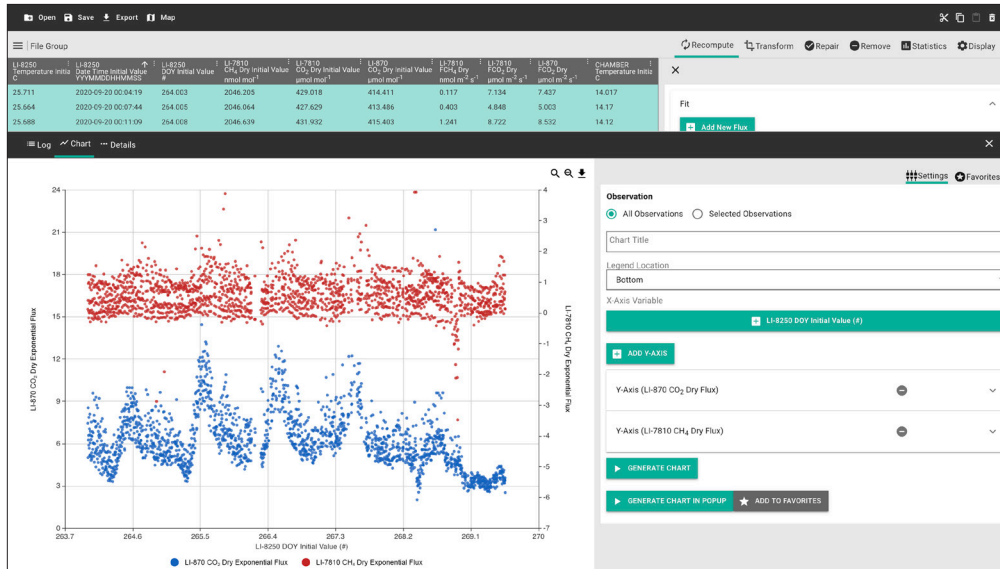 Open Save Export Map
File Group
Recompute Transform Repair Remove Statistics Display
LI-8250 LI-8250 LI-8250 LI-7810 LI-7810 LI-870 LI-7810 LI-7810 LI-870 CHAMBER
Temperature Initia Date Time Initial Value DOY Initial Value CH₄ Dry Initial Value CO₂ Dry Initial Value CO₂ Dry Initial Value FCH₄ Dry FCO₂ Dry FCO₂ Dry Temperature Initia
C YYYMMDDHHMMSS # nmol mol⁻¹ µmol mol⁻¹ µmol mol⁻¹ nmol m⁻² s⁻¹ µmol m⁻² s⁻¹ µmol m⁻² s⁻¹ C
25.711 2020-09-20 00:04:19 264.003 2046.205 429.018 414.411 0.117 7.134 7.437 14.017
25.664 2020-09-20 00:07:44 264.005 2046.064 427.629 413.486 0.403 4.848 5.003 14.17
25.688 2020-09-20 00:11:09 264.008 2046.639 431.932 415.403 1.241 8.722 8.532 14.12
Fit
Add New Flux
Log Chart Details
Settings Favorites
24
21
18
15
12
9
6
3
0
LI-870 CO₂ Dry Exponential Flux
4
3
2
1
0
-1
-2
-3
-4
-5
-6
-7
LI-7810 CH₄ Dry Exponential Flux
263.7 264.6 265.5 266.4 267.3 268.2 269.1 270
LI-8250 DOY Initial Value (#)
LI-870 CO₂ Dry Exponential Flux LI-7810 CH₄ Dry Exponential Flux
Observation
All Observations Selected Observations
Chart Title
Legend Location
Bottom
X-Axis Variable
LI-8250 DOY Initial Value (#)
ADD Y-AXIS
Y-Axis (LI-870 CO₂ Dry Flux)
Y-Axis (LI-7810 CH₄ Dry Flux)
GENERATE CHART
GENERATE CHART IN POPUP ADD TO FAVORITES